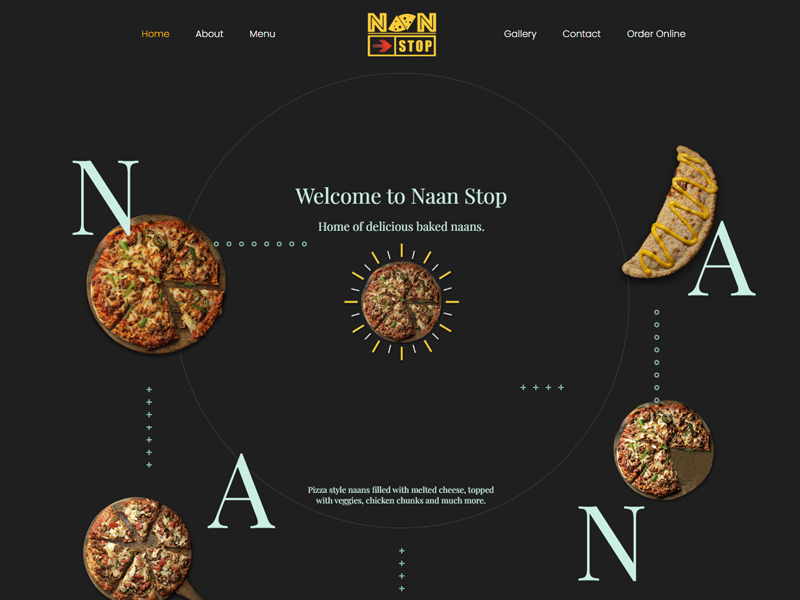 Home
About
Menu
NAN
STOP
Gallery
Contact
Order Online
N
A
Welcome to Naan Stop
Home of delicious baked naans.
A
N
Pizza style naans filled with melted cheese, topped
with veggies, chicken chunks and much more.